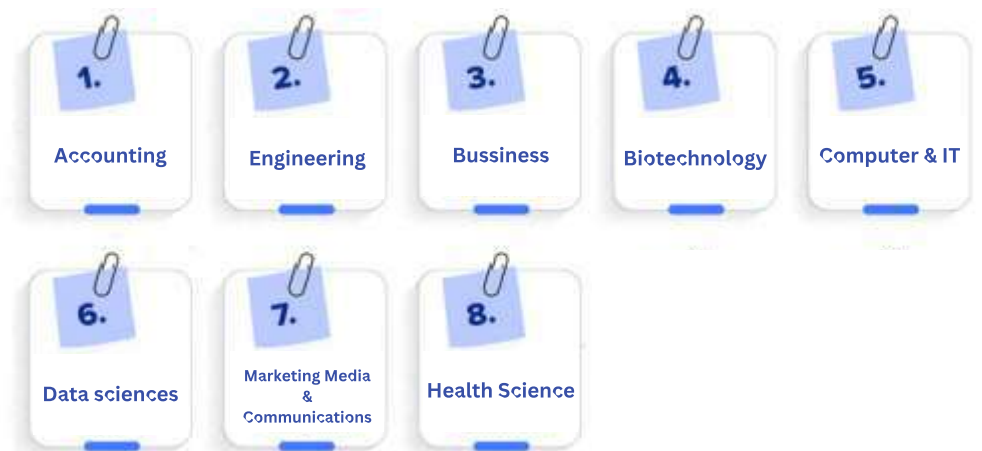 1.
Accounting
2.
Engineering
3.
Bussiness
4.
Biotechnology
5.
Computer & IT
6.
Data sciences
7.
Marketing Media
&
Communications
8.
Health Science